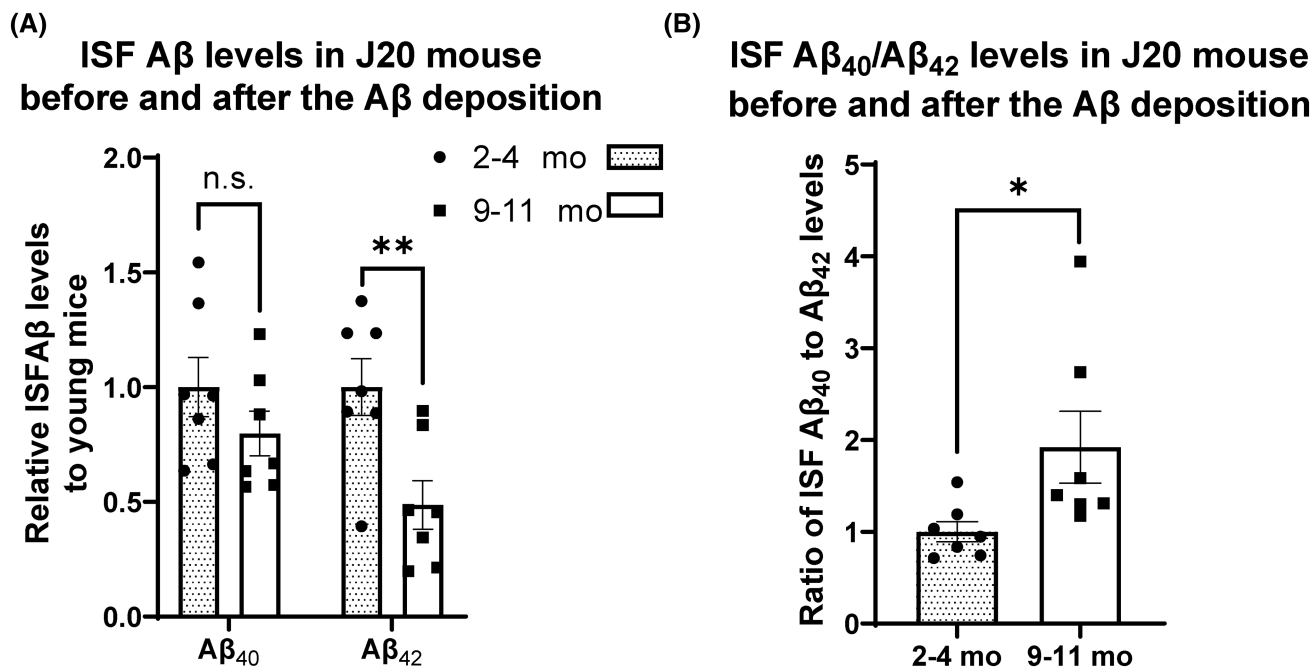 (A)
ISF Aβ levels in J20 mouse
before and after the Aβ deposition
Relative ISFAβ levels
to young mice
2.0
1.5
1.0
0.5
0.0
n.s.
**
2-4 mo
9-11 mo
Aβ₄₀
Aβ₄₂
(B)
ISF Aβ₄₀/Aβ₄₂ levels in J20 mouse
before and after the Aβ deposition
Ratio of ISF Aβ₄₀ to Aβ₄₂ levels
5
4
3
2
1
0
*
2-4 mo
9-11 mo